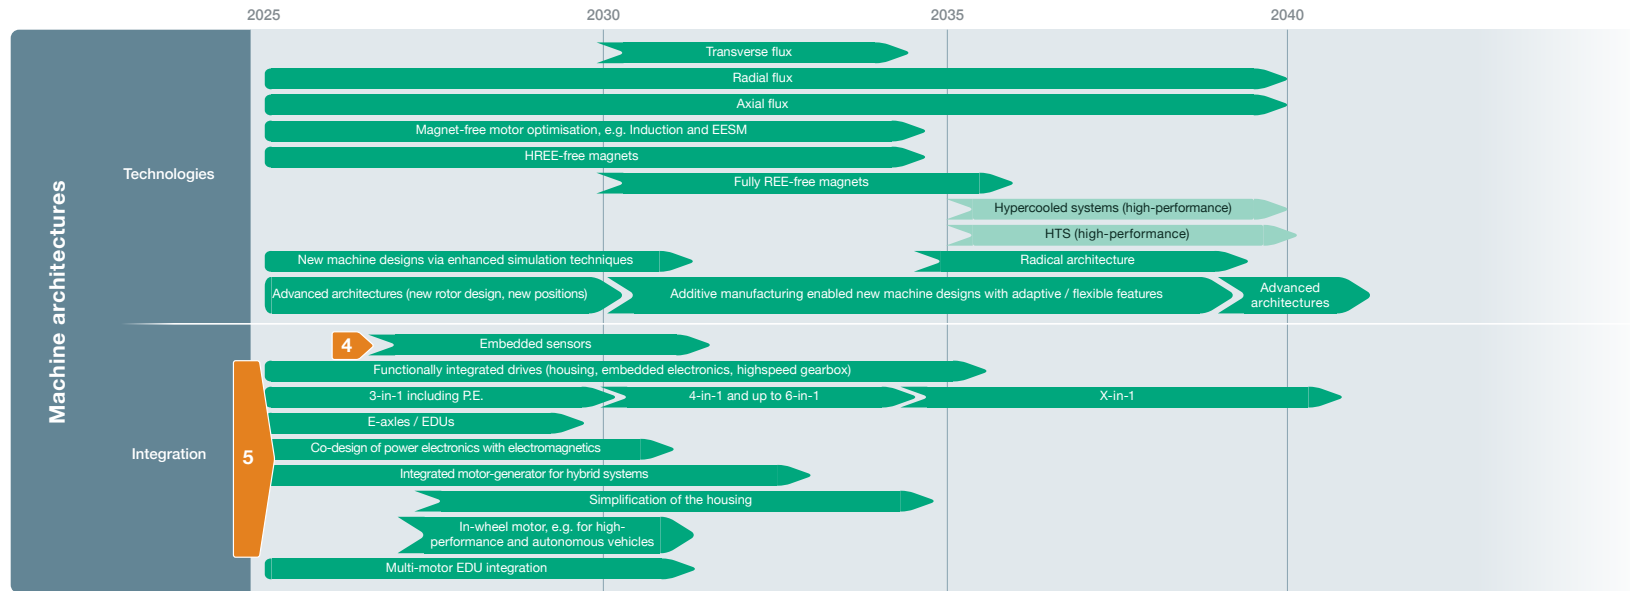 2025
2030
2035
2040
Machine architectures
Technologies
Transverse flux
Radial flux
Axial flux
Magnet-free motor optimisation, e.g. Induction and EESM
HREE-free magnets
Fully REE-free magnets
Hypercooled systems (high-performance)
HTS (high-performance)
New machine designs via enhanced simulation techniques
Radical architecture
Advanced architectures (new rotor design, new positions)
Additive manufacturing enabled new machine designs with adaptive / flexible features
Advanced
architectures
Integration
4
Embedded sensors
5
Functionally integrated drives (housing, embedded electronics, highspeed gearbox)
3-in-1 including P.E.
4-in-1 and up to 6-in-1
X-in-1
E-axles / EDUs
Co-design of power electronics with electromagnetics
Integrated motor-generator for hybrid systems
Simplification of the housing
In-wheel motor, e.g. for high-
performance and autonomous vehicles
Multi-motor EDU integration